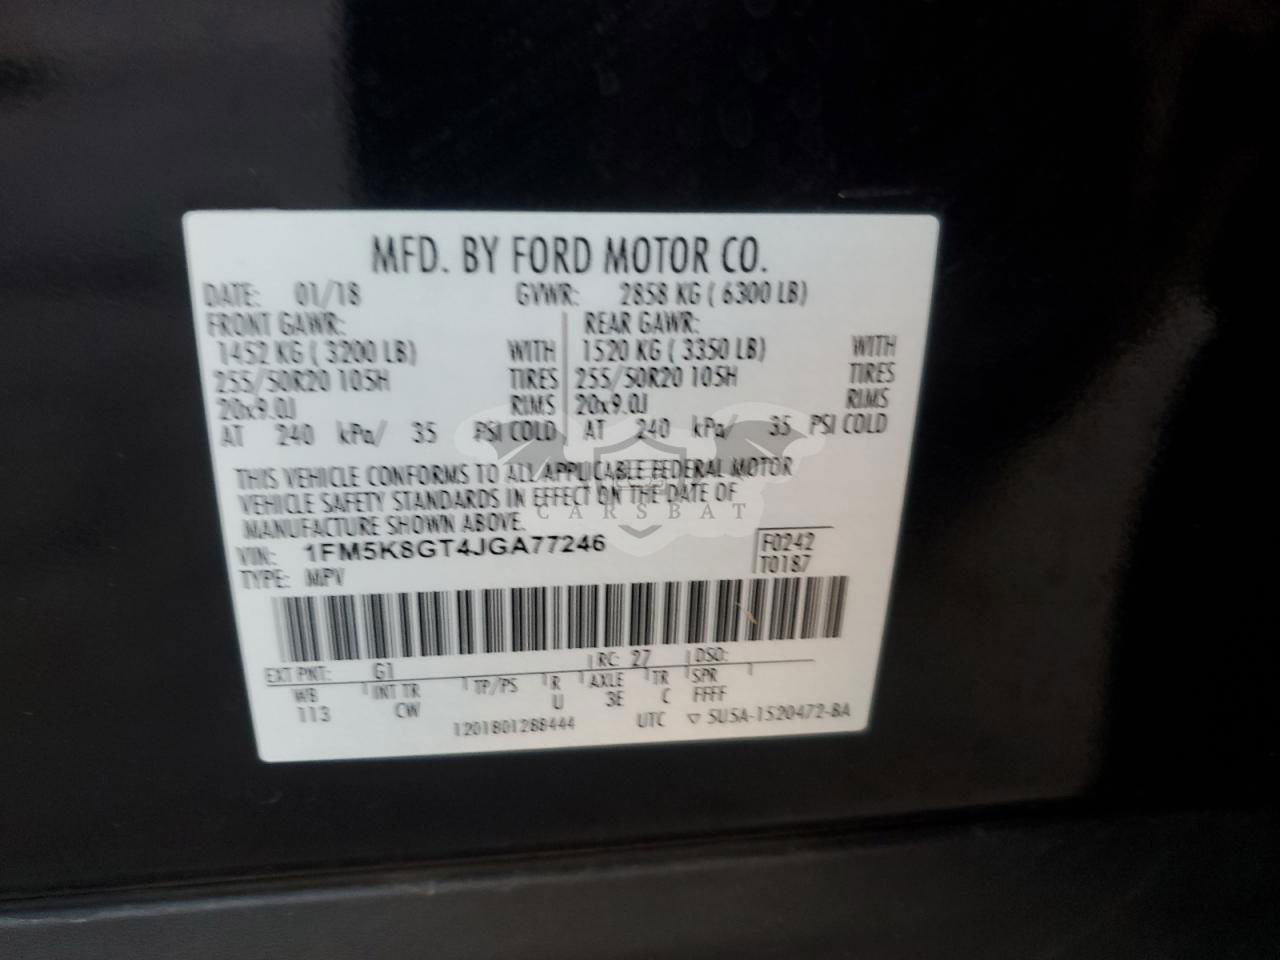 MFD. BY FORD MOTOR CO.
DATE: 01/18 GVWR: 2858 KG ( 6300 LB)
FRONT GAWR: REAR GAWR:
1452 KG ( 3200 LB) WITH 1520 KG ( 3350 LB) WITH
255/50R20 105H TIRES 255/50R20 105H TIRES
20x9.0J RIMS 20x9.0J RIMS
AT 240 kPa/ 35 PSI COLD AT 240 kPa/ 35 PSI COLD
THIS VEHICLE CONFORMS TO ALL APPLICABLE FEDERAL MOTOR
VEHICLE SAFETY STANDARDS IN EFFECT ON THE DATE OF
MANUFACTURE SHOWN ABOVE.
CARSBAT
VIN: 1FM5K8GT4JGA77246 F0242
TYPE: MPV T0187
EXT PNT: G1 RC: 27 DSO:
WB INT TR TP/PS R AXLE TR SPR
113 CW U 3E C FFFF
1201801288444 UTC ▽ 5U5A-1520472-BA